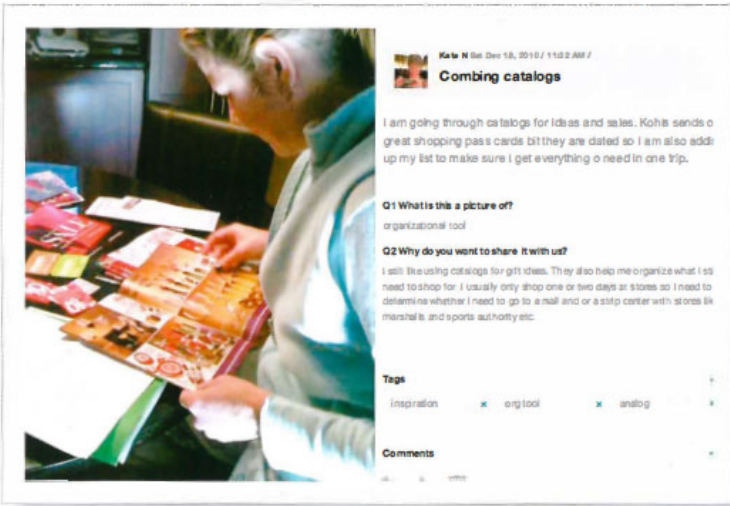 Kate N Sat Dec 18, 2010 / 11:22 AM /
Combing catalogs
I am going through catalogs for ideas and sales. Kohls sends o
great shopping pass cards bit they are dated so I am also addi
up my list to make sure I get everything o need in one trip.
Q1 What is this a picture of?
organizational tool
Q2 Why do you want to share it with us?
I still like using catalogs for gift ideas. They also help me organize what I sti
need to shop for. I usually only shop one or two days at stores so I need to
determine whether I need to go to a mall and or a strip center with stores lik
marshalls and sports authority etc.
Tags
inspiration × org tool × analog
Comments